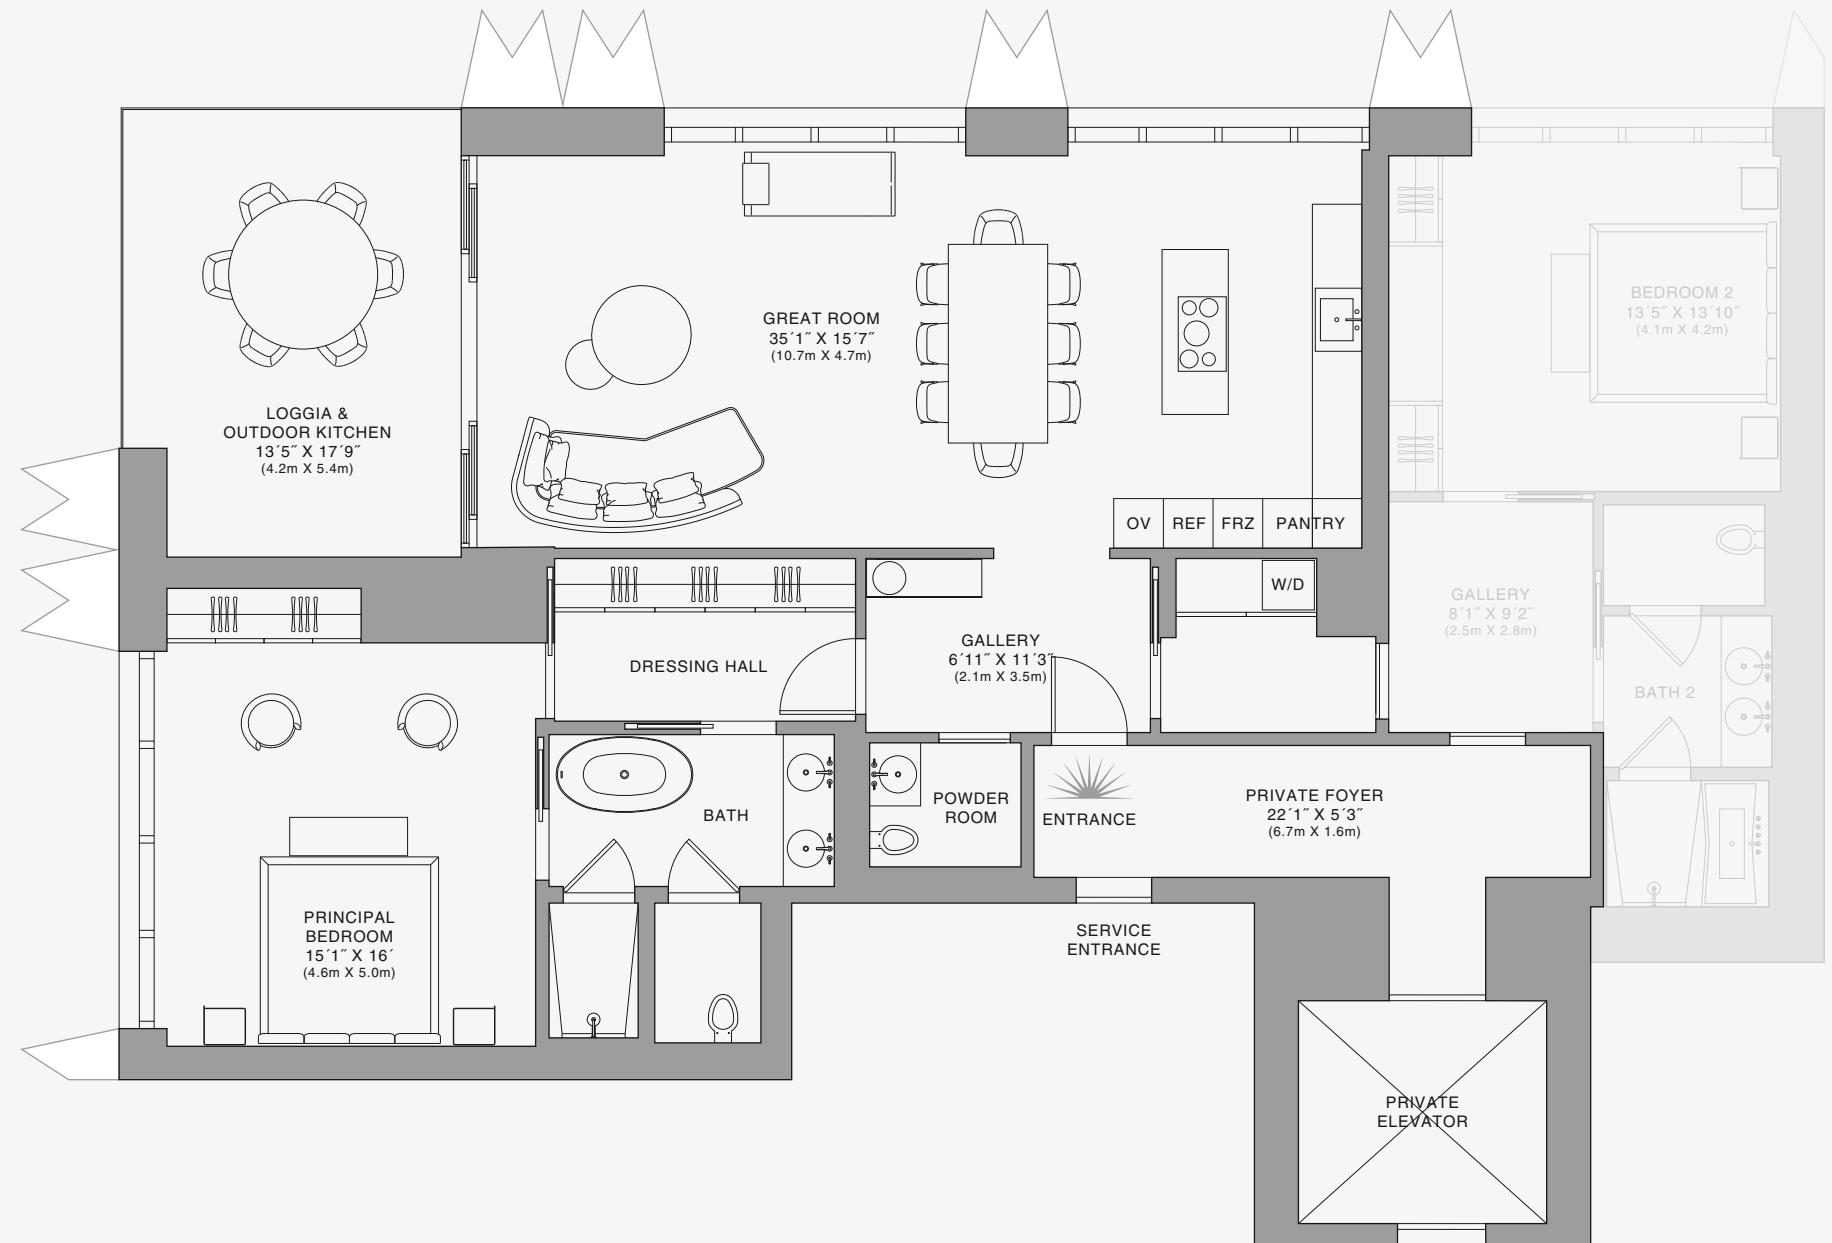 GREAT ROOM
35´1˝ X 15´7˝
(10.7m X 4.7m)
BEDROOM 2
13´5˝ X 13´10˝
(4.1m X 4.2m)
LOGGIA &
OUTDOOR KITCHEN
13´5˝ X 17´9˝
(4.2m X 5.4m)
OV
REF
FRZ
PANTRY
W/D
GALLERY
8´1˝ X 9´2˝
(2.5m X 2.8m)
GALLERY
6´11˝ X 11´3˝
(2.1m X 3.5m)
DRESSING HALL
BATH 2
BATH
POWDER
ROOM
ENTRANCE
PRIVATE FOYER
22´1˝ X 5´3˝
(6.7m X 1.6m)
PRINCIPAL
BEDROOM
15´1˝ X 16´
(4.6m X 5.0m)
SERVICE
ENTRANCE
PRIVATE
ELEVATOR